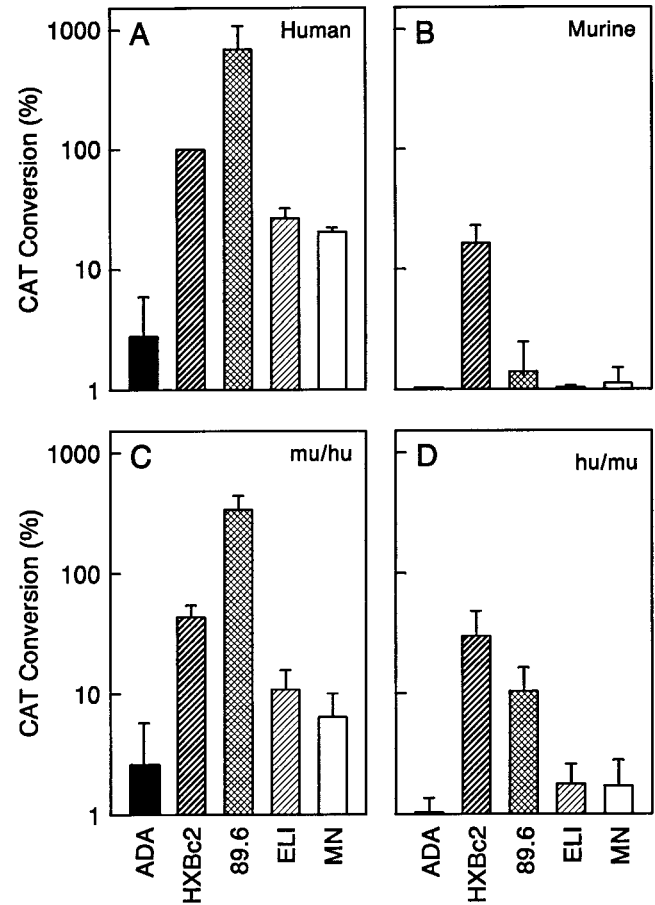 A
Human
CAT Conversion (%)
1000
100
10
1
B
Murine
C
mu/hu
CAT Conversion (%)
1000
100
10
1
ADA
HXBc2
89.6
ELI
MN
D
hu/mu
ADA
HXBc2
89.6
ELI
MN